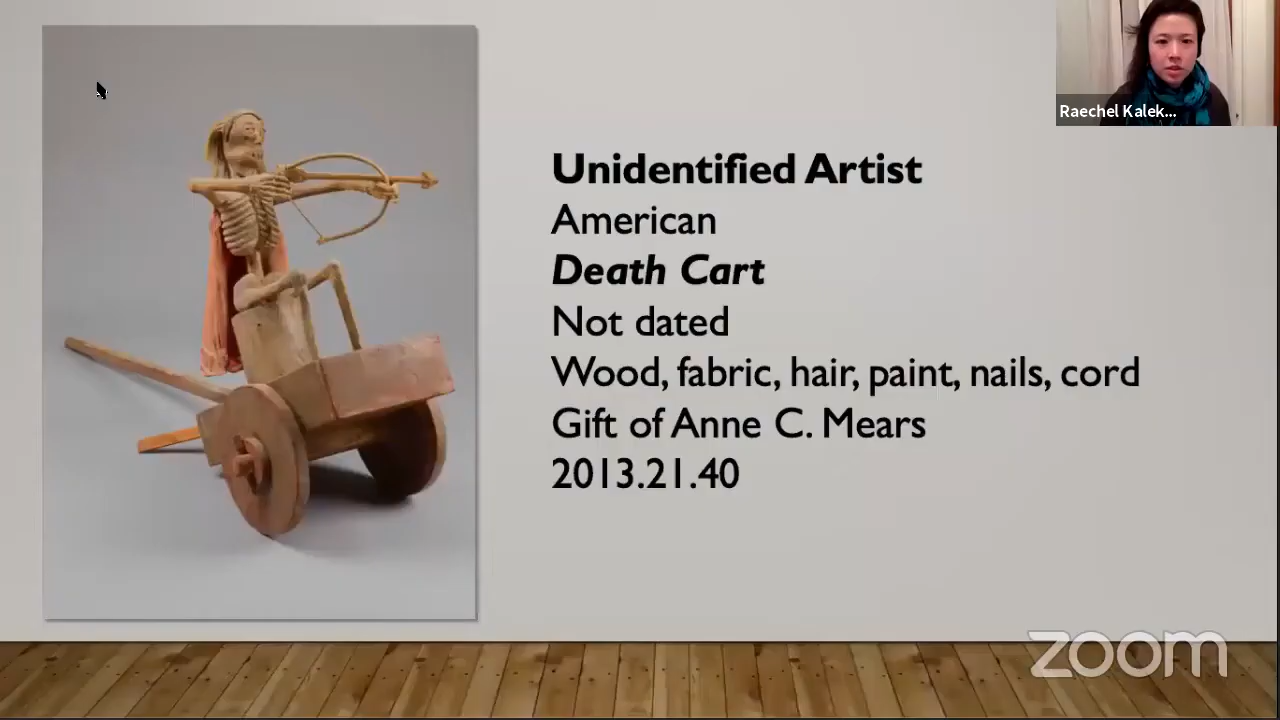 Raechel Kalek...
Unidentified Artist
American
Death Cart
Not dated
Wood, fabric, hair, paint, nails, cord
Gift of Anne C. Mears
2013.21.40
zoom